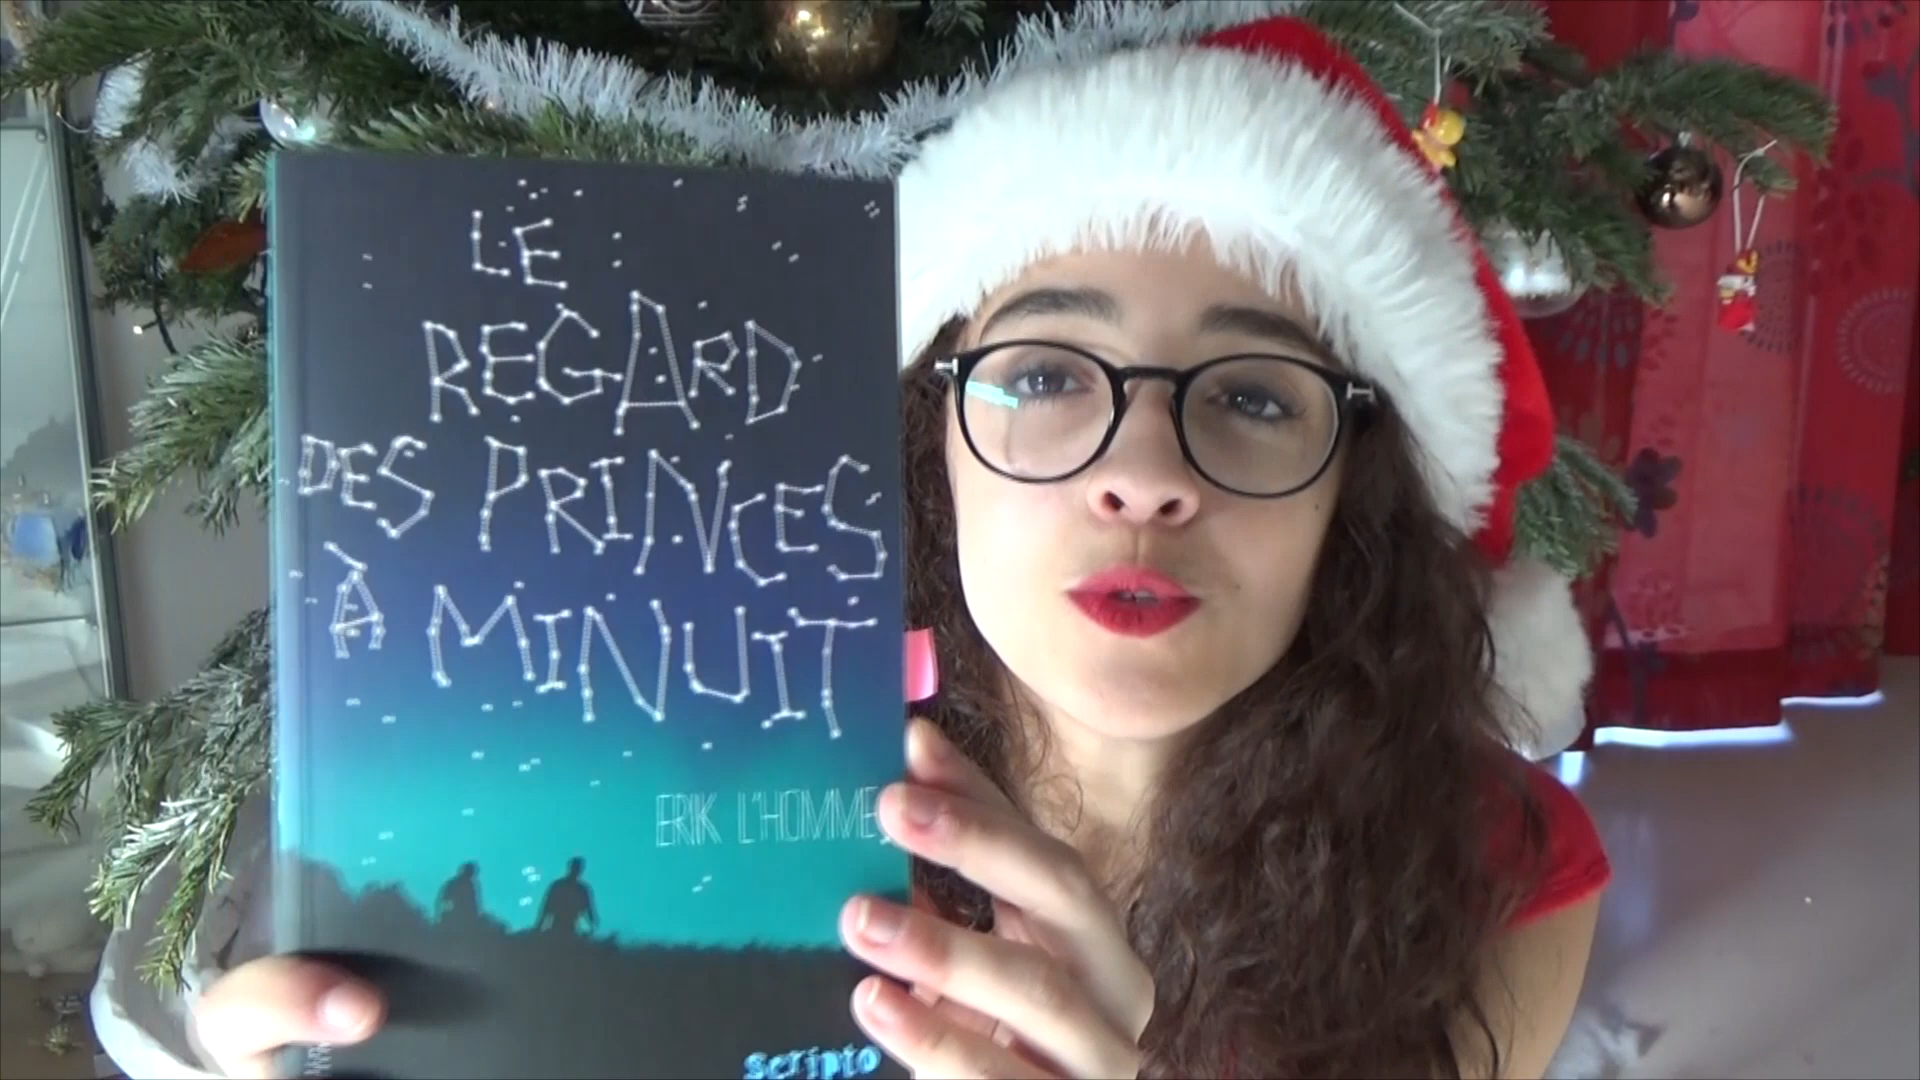 LE
REGARD
DES PRINCES
À MINUIT
ERIK L'HOMME
scripto